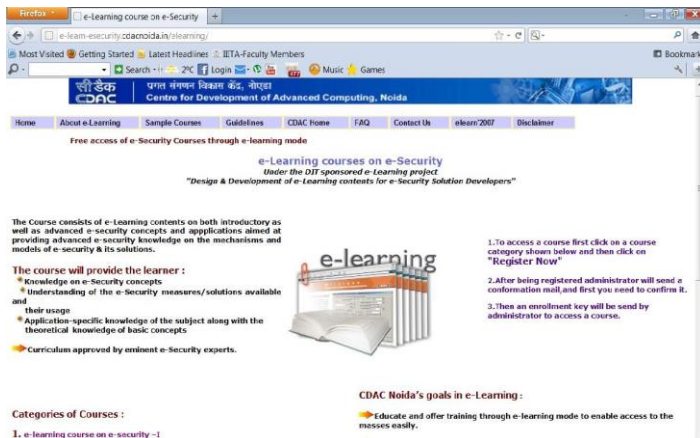 Firefox
e-Learning course on e-Security
e-learn-esecurity.cdacnoida.in/elearning/
Most Visited Getting Started Latest Headlines IETA-Faculty Members
Bookmark
Search 2°C Login Music Games
सी डैक
CDAC
प्रगत संगणन विकास केंद्र, नोएडा
Centre for Development of Advanced Computing, Noida
Home About e-Learning Sample Courses Guidelines CDAC Home FAQ Contact Us elearn'2007 Disclaimer
Free access of e-Security Courses through e-learning mode
e-Learning courses on e-Security
Under the DIT sponsored e-Learning project
"Design & Development of e-Learning contents for e-Security Solution Developers"
The Course consists of e-Learning contents on both introductory as
well as advanced e-security concepts and appplications aimed at
providing advanced e-security knowledge on the mechanisms and
models of e-security & its solutions.
The course will provide the learner :
Knowledge on e-Security concepts
Understanding of the e-Security measures/solutions available
and
their usage
Application-specific knowledge of the subject along with the
theoretical knowledge of basic concepts
Curriculum approved by eminent e-Security experts.
e-learning
1.To access a course first click on a course
category shown below and then click on
"Register Now"
2.After being registered administrator will send a
conformation mail,and first you need to confirm it.
3.Then an enrollment key will be send by
administrator to access a course.
CDAC Noida's goals in e-Learning :
Educate and offer training through e-learning mode to enable access to the
masses easily.
Categories of Courses :
1. e-learning course on e-security -I